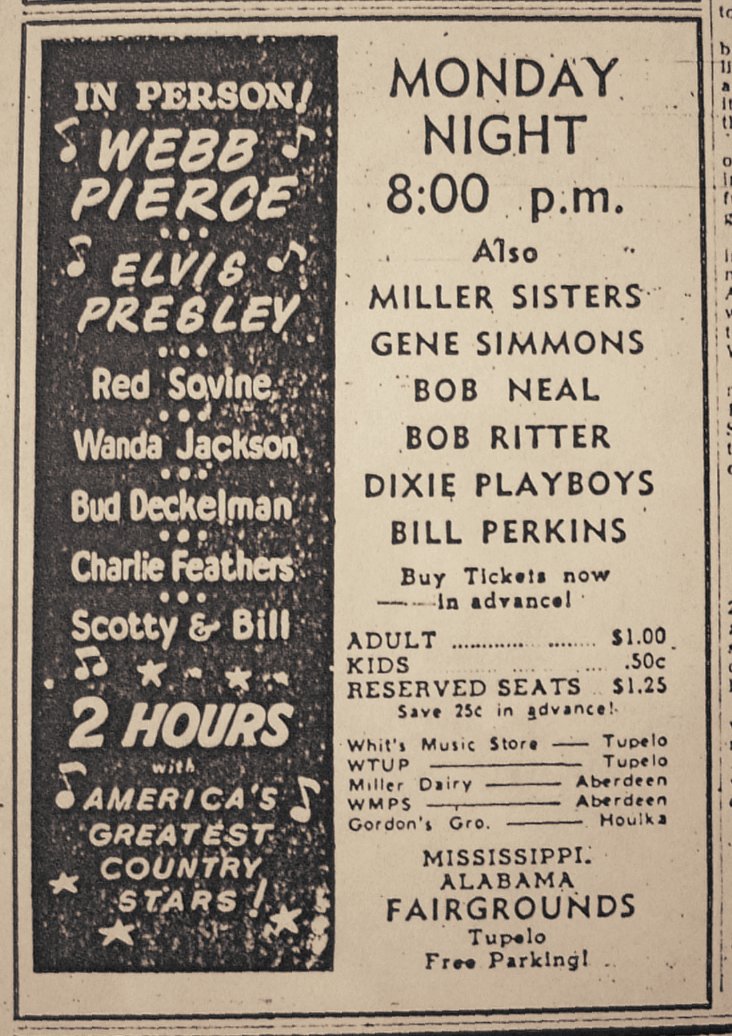 IN PERSON!
WEBB
PIERCE
ELVIS
PRESLEY
Red Sovine
Wanda Jackson
Bud Deckelman
Charlie Feathers
Scotty & Bill
2 HOURS
with
AMERICA'S
GREATEST
COUNTRY
STARS!
MONDAY
NIGHT
8:00 p.m.
Also
MILLER SISTERS
GENE SIMMONS
BOB NEAL
BOB RITTER
DIXIE PLAYBOYS
BILL PERKINS
Buy Tickets now
in advance!
ADULT .................... $1.00
KIDS .... .... .50c
RESERVED SEATS .. $1.25
Save 25c in advance!
Whit's Music Store — Tupelo
WTUP — Tupelo
Miller Dairy — Aberdeen
WMPS — Aberdeen
Gordon's Gro. — Houlka
MISSISSIPPI.
ALABAMA
FAIRGROUNDS
Tupelo
Free Parking!